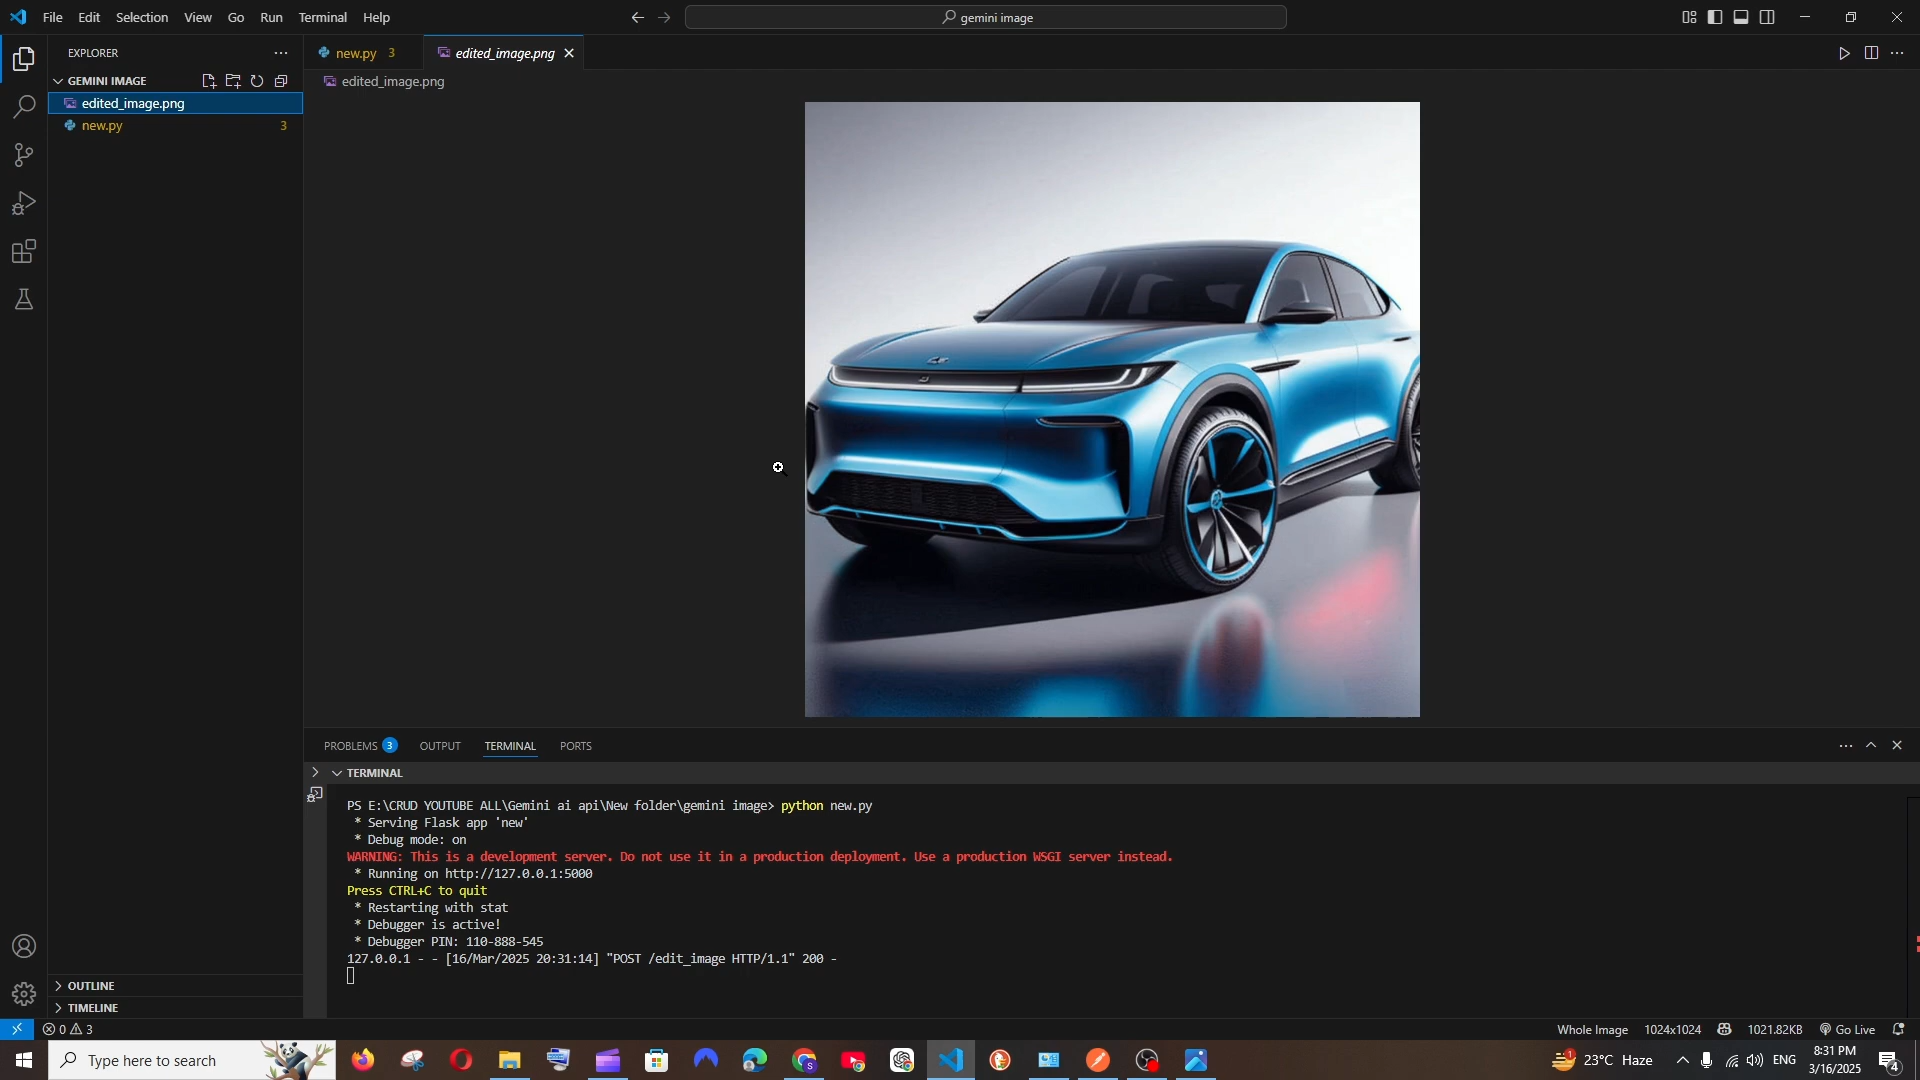 File Edit Selection View Go Run Terminal Help
gemini image
EXPLORER
GEMINI IMAGE
edited_image.png
new.py 3
new.py 3
edited_image.png
edited_image.png
PROBLEMS 3 OUTPUT TERMINAL PORTS
TERMINAL
PS E:\CRUD YOUTUBE ALL\Gemini ai api\New folder\gemini image> python new.py
* Serving Flask app 'new'
* Debug mode: on
WARNING: This is a development server. Do not use it in a production deployment. Use a production WSGI server instead.
* Running on http://127.0.0.1:5000
Press CTRL+C to quit
* Restarting with stat
* Debugger is active!
* Debugger PIN: 110-888-545
127.0.0.1 - - [16/Mar/2025 20:31:14] "POST /edit_image HTTP/1.1" 200 -
OUTLINE
TIMELINE
0 3
Whole Image 1024x1024 1021.82KB Go Live
Type here to search
1 23°C Haze ENG 8:31 PM
3/16/2025 4